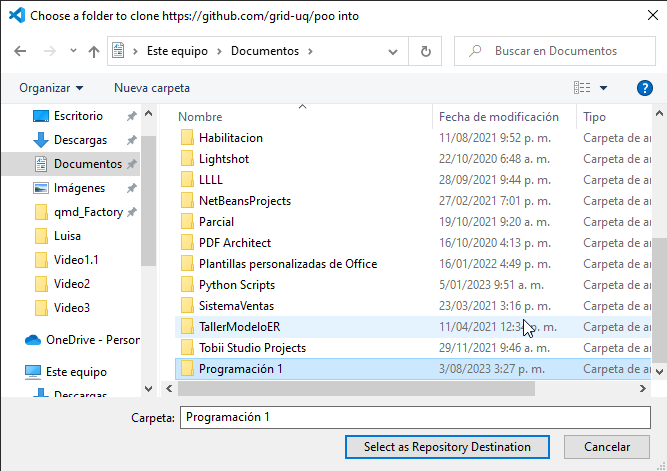 Choose a folder to clone https://github.com/grid-uq/poo into
Este equipo > Documentos >
Buscar en Documentos
Organizar
Nueva carpeta
Escritorio
Descargas
Documentos
Imágenes
qmd_Factory
Luisa
Video1.1
Video2
Video3
OneDrive - Person
Este equipo
Descargas
Nombre Fecha de modificación Tipo
Habilitacion 11/08/2021 9:52 p. m. Carpeta de ar
Lightshot 22/10/2020 6:48 a. m. Carpeta de ar
LLLL 28/09/2021 9:44 p. m. Carpeta de ar
NetBeansProjects 27/02/2021 7:01 p. m. Carpeta de ar
Parcial 19/10/2021 9:20 a. m. Carpeta de ar
PDF Architect 16/10/2020 4:13 p. m. Carpeta de ar
Plantillas personalizadas de Office 16/01/2022 4:49 p. m. Carpeta de ar
Python Scripts 5/01/2023 9:51 a. m. Carpeta de ar
SistemaVentas 23/03/2021 3:16 p. m. Carpeta de ar
TallerModeloER 11/04/2021 12:34 p. m. Carpeta de ar
Tobii Studio Projects 29/11/2021 9:46 a. m. Carpeta de ar
Programación 1 3/08/2023 3:27 p. m. Carpeta de ar
Carpeta: Programación 1
Select as Repository Destination
Cancelar